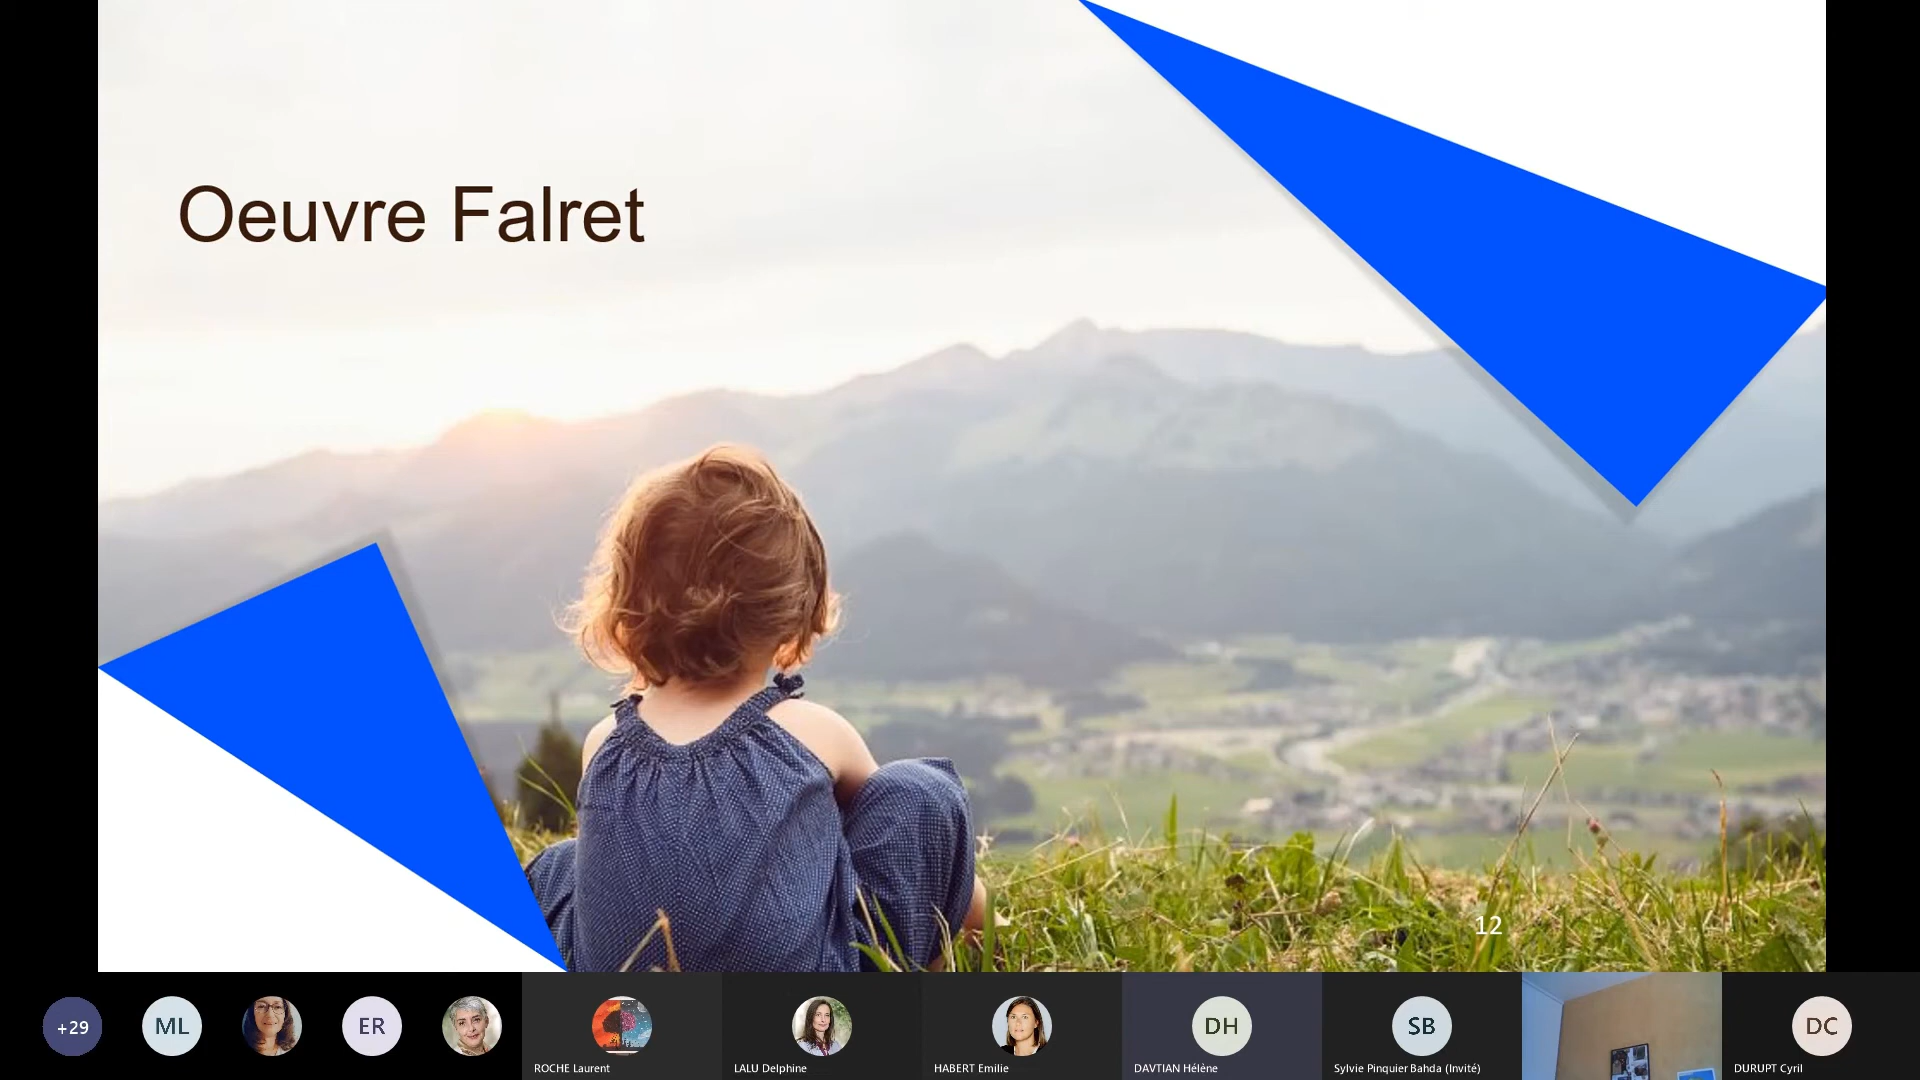 Oeuvre Falret
12
+29
ML
ER
DH
SB
DC
ROCHE Laurent
LALU Delphine
HABERT Emilie
DAVTIAN Hélène
Sylvie Pinquier Bahda (Invité)
DURUPT Cyril